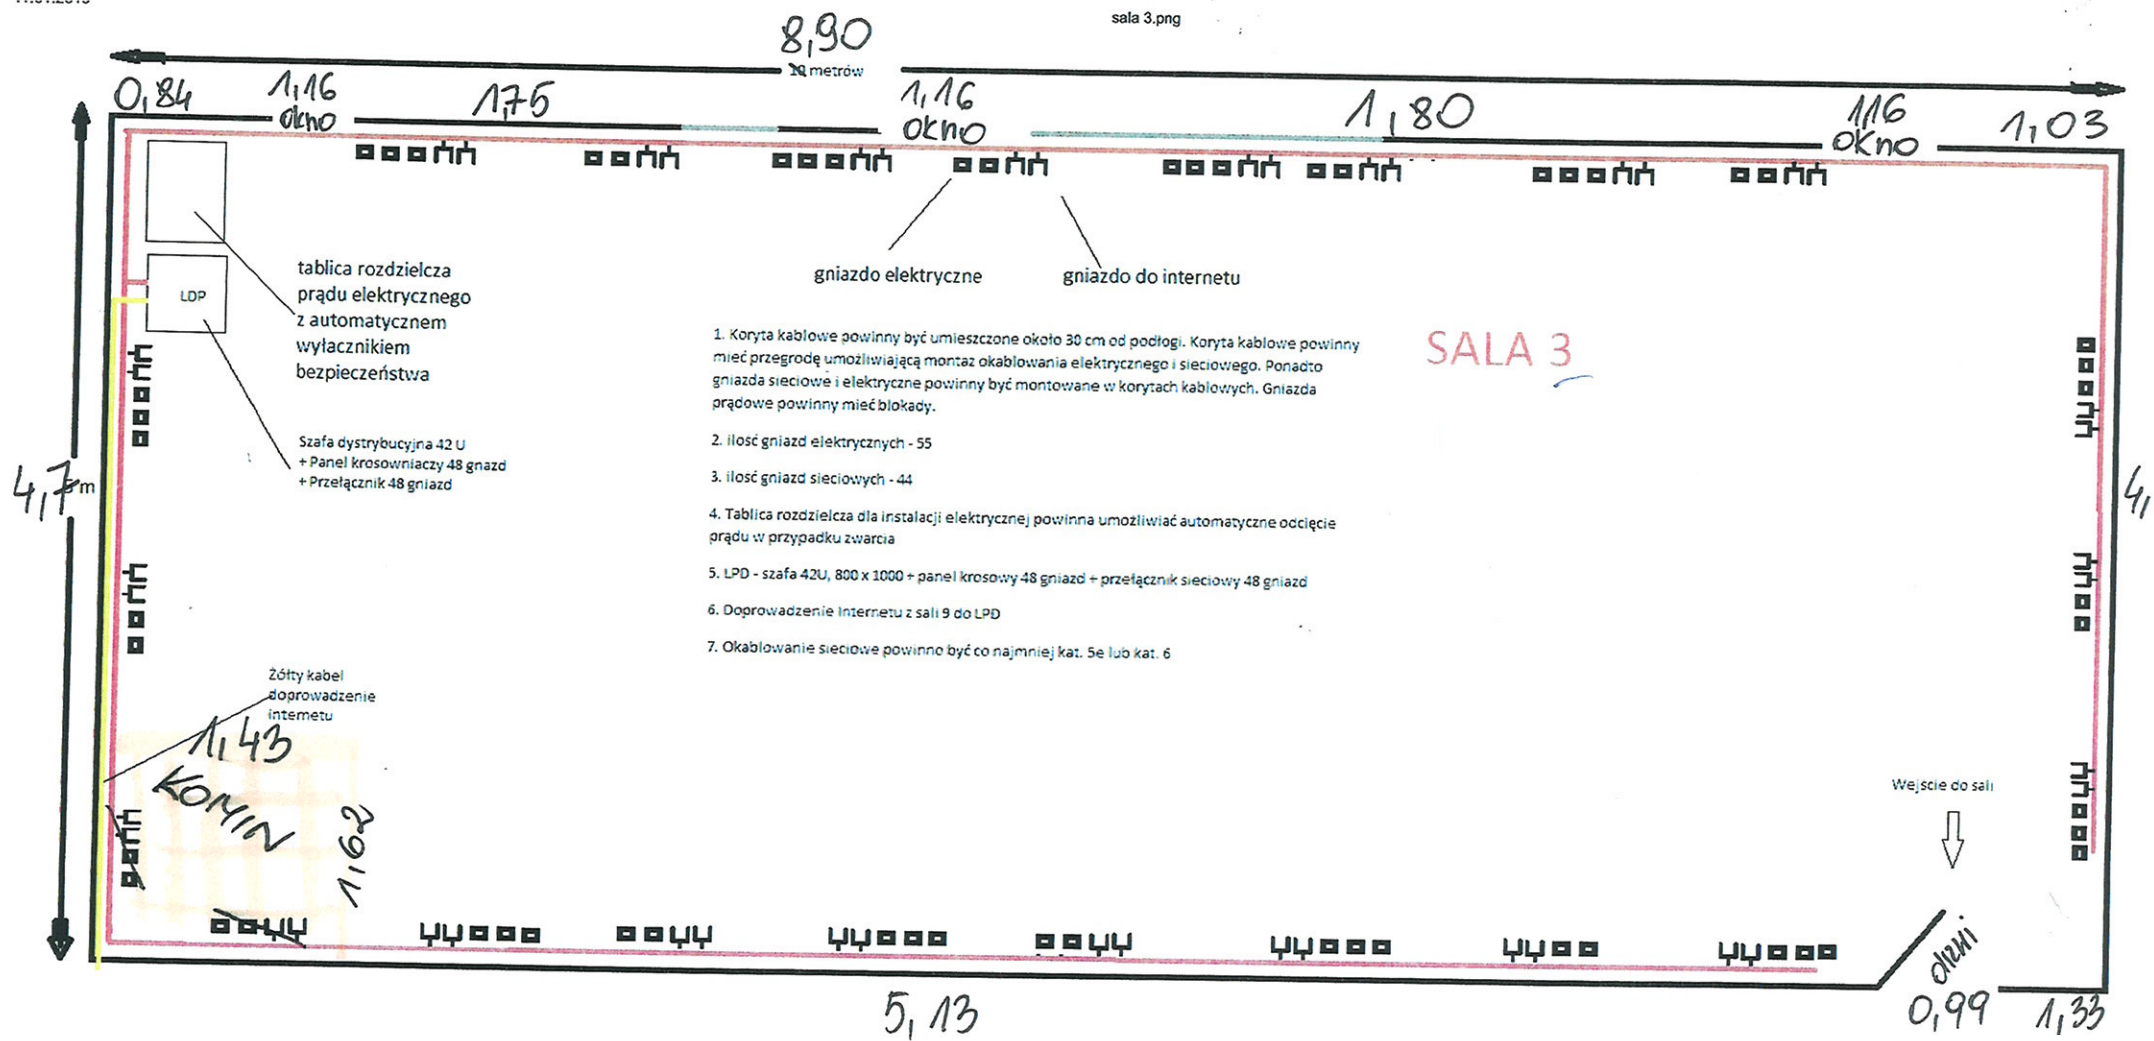 sala 3.png
8,90
metrów
0,84
1,16
okno
1,75
1,16
okno
1,80
1,16
okno
1,03
LDP
tablica rozdzielcza
prądu elektrycznego
z automatycznem
wyłacznikiem
bezpieczeństwa
gniazdo elektryczne
gniazdo do internetu
SALA 3
1. Koryta kablowe powinny być umieszczone około 30 cm od podłogi. Koryta kablowe powinny
mieć przegrodę umożliwiającą montaz okablowania elektrycznego i sieciowego. Ponadto
gniazda sieciowe i elektryczne powinny być montowane w korytach kablowych. Gniazda
prądowe powinny mieć blokady.
2. ilość gniazd elektrycznych - 55
3. ilość gniazd sieciowych - 44
4. Tablica rozdzielcza dla instalacji elektrycznej powinna umożliwiać automatyczne odcięcie
prądu w przypadku zwarcia
5. LPD - szafa 42U, 800 x 1000 + panel krosowy 48 gniazd + przełącznik sieciowy 48 gniazd
6. Doprowadzenie Internetu z sali 9 do LPD
7. Okablowanie sieciowe powinno być co najmniej kat. 5e lub kat. 6
Szafa dystrybucyjna 42 U
+ Panel krosowniaczy 48 gnazd
+ Przełącznik 48 gniazd
4,7 m
4,
Żółty kabel
doprowadzenie
internetu
1,43
KOMIN
1,62
Wejscie do sali
drzwi
5,13
0,99
1,33